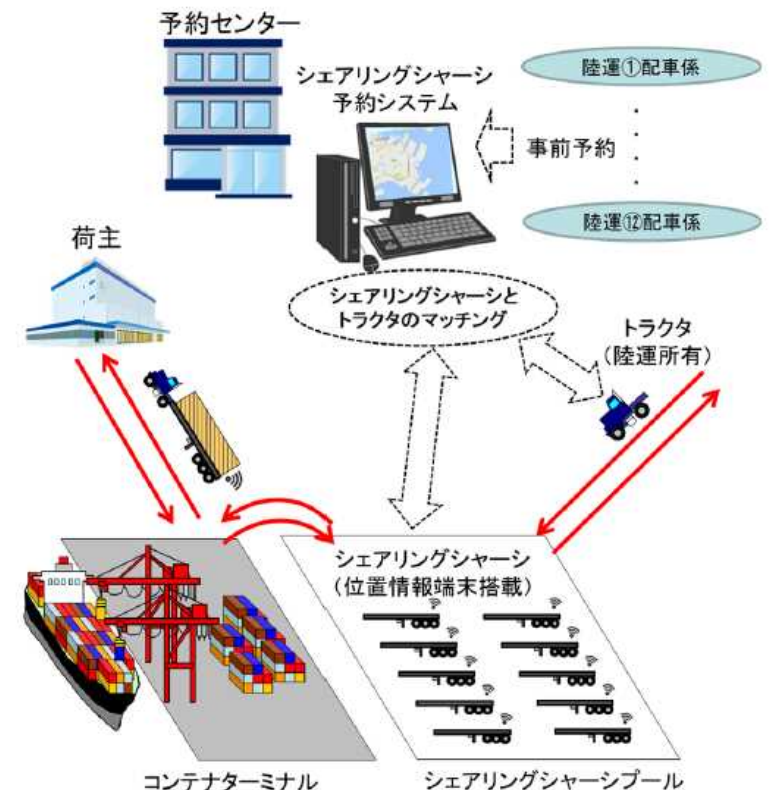 予約センター
シェアリングシャーシ
予約システム
陸運①配車係
事前予約
陸運⑫配車係
荷主
シェアリングシャーシと
トラクタのマッチング
トラクタ
(陸運所有)
シェアリングシャーシ
(位置情報端末搭載)
コンテナターミナル
シェアリングシャーシプール